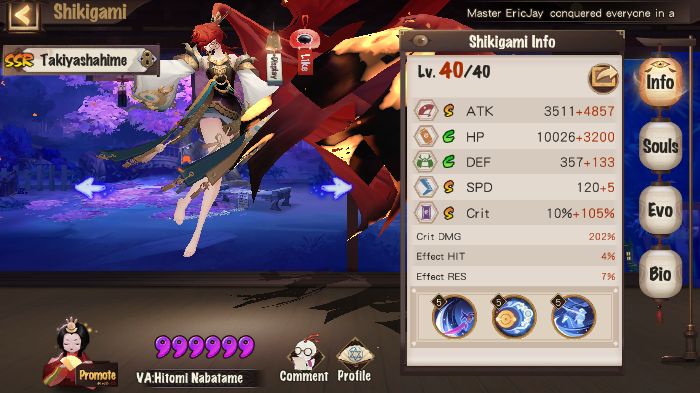 Shikigami
Master EricJay conquered everyone in a
SSR Takiyashahime
Display
Like
Shikigami Info
Lv. 40/40
S ATK 3511+4857
C HP 10026+3200
C DEF 357+133
S SPD 120+5
S Crit 10%+105%
Crit DMG 202%
Effect HIT 4%
Effect RES 7%
5 5 5
Info
Souls
Evo
Bio
999999
Promote
VA:Hitomi Nabatame
Comment Profile